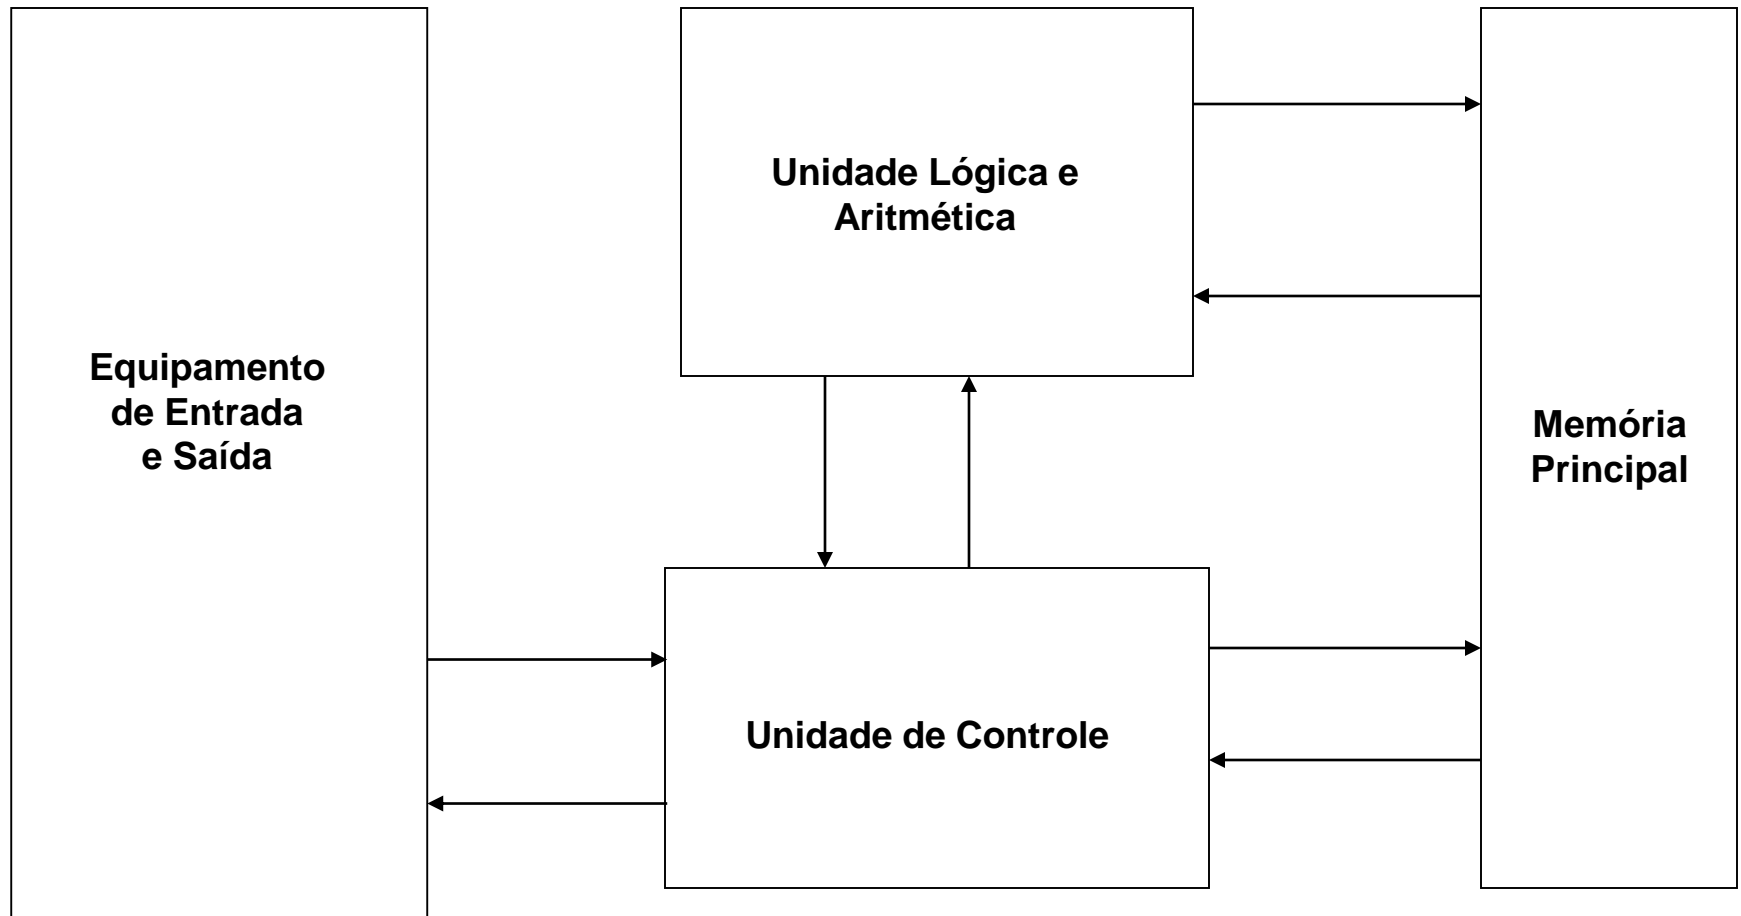 Equipamento
de Entrada
e Saída
Unidade Lógica e
Aritmética
Unidade de Controle
Memória
Principal